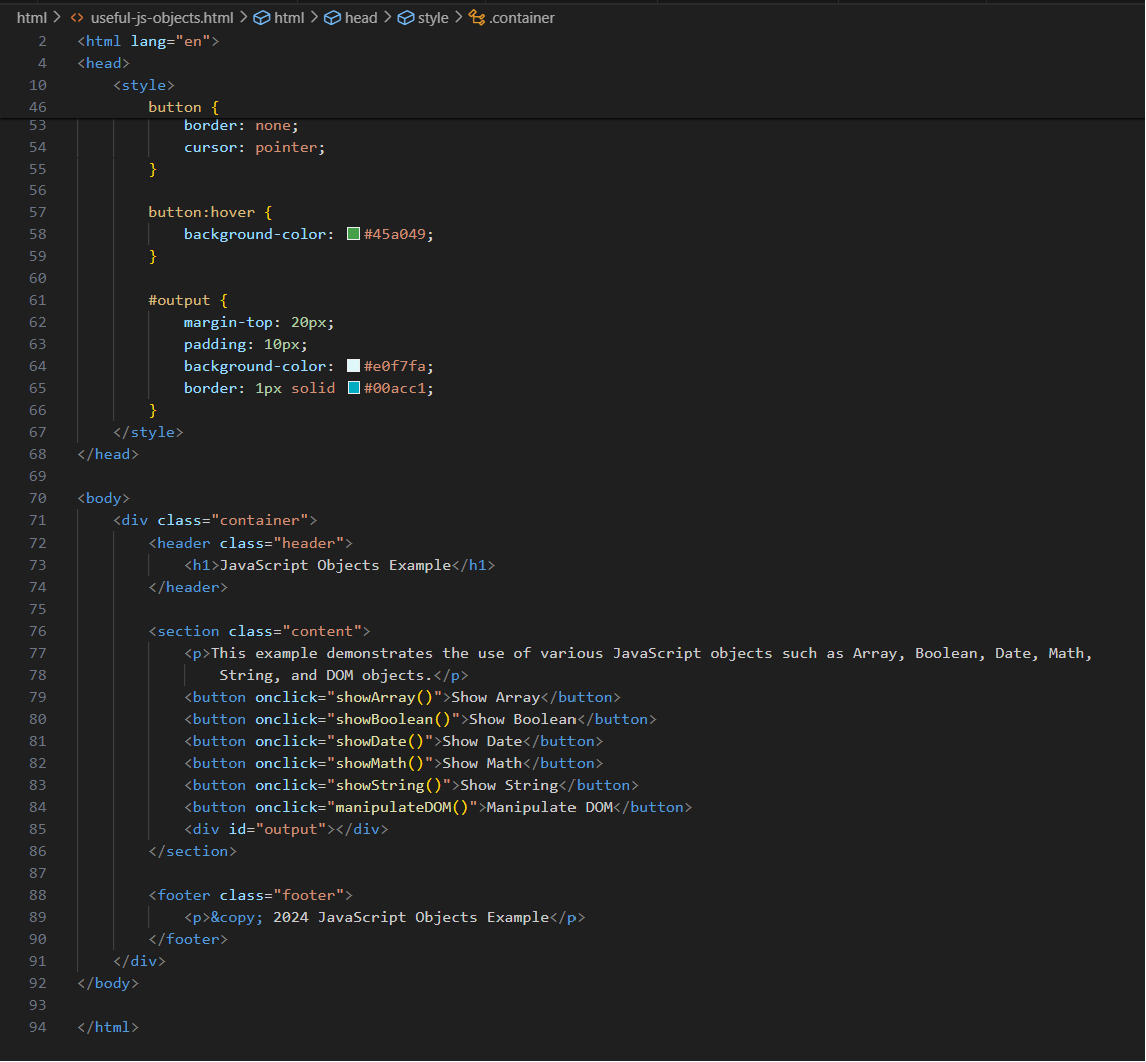 html > <> useful-js-objects.html > html > head > style > .container
2 <html lang="en">
4 <head>
10 <style>
46 button {
53 border: none;
54 cursor: pointer;
55 }
56
57 button:hover {
58 background-color: #45a049;
59 }
60
61 #output {
62 margin-top: 20px;
63 padding: 10px;
64 background-color: #e0f7fa;
65 border: 1px solid #00acc1;
66 }
67 </style>
68 </head>
69
70 <body>
71 <div class="container">
72 <header class="header">
73 <h1>JavaScript Objects Example</h1>
74 </header>
75
76 <section class="content">
77 <p>This example demonstrates the use of various JavaScript objects such as Array, Boolean, Date, Math,
78 String, and DOM objects.</p>
79 <button onclick="showArray()">Show Array</button>
80 <button onclick="showBoolean()">Show Boolean</button>
81 <button onclick="showDate()">Show Date</button>
82 <button onclick="showMath()">Show Math</button>
83 <button onclick="showString()">Show String</button>
84 <button onclick="manipulateDOM()">Manipulate DOM</button>
85 <div id="output"></div>
86 </section>
87
88 <footer class="footer">
89 <p>&copy; 2024 JavaScript Objects Example</p>
90 </footer>
91 </div>
92 </body>
93
94 </html>